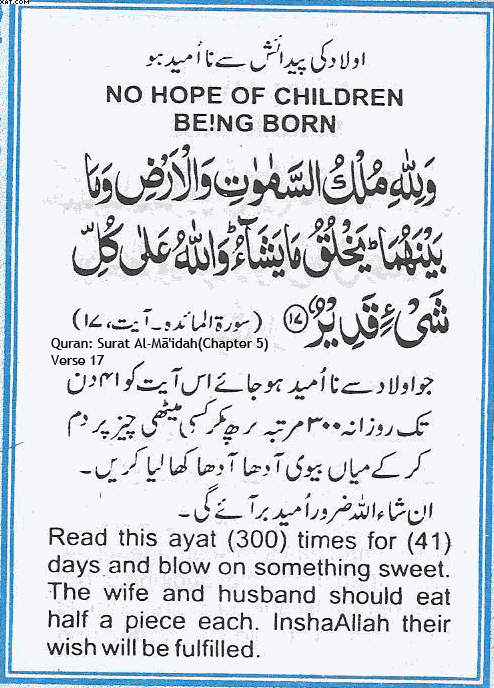 XAT.COM
اولاد کی پیدائش سے نا اُمید ہو
NO HOPE OF CHILDREN
BE!NG BORN
وَلِلّٰهِ مُلْكُ السَّمٰوٰتِ وَالْاَرْضِ وَمَا
بَيْنَهُمَا ؕ يَخْلُقُ مَا يَشَآءُ ؕ وَاللّٰهُ عَلٰى كُلِّ
شَىْءٍ قَدِيْرٌ ﴿۱۷﴾ (سورۃ المائدہ۔ آیت، ۱۷)
Quran: Surat Al-Mā'idah(Chapter 5)
Verse 17
جو اولاد سے نا اُمید ہو جائے اس آیت کو ۴۱ دن
تک روزانہ ۳۰۰ مرتبہ پڑھ کر کسی میٹھی چیز پر دم
کر کے میاں بیوی آدھا آدھا کھا لیا کریں۔
ان شاء اللہ ضرور اُمید بر آئے گی۔
Read this ayat (300) times for (41)
days and blow on something sweet.
The wife and husband should eat
half a piece each. InshaAllah their
wish will be fulfilled.